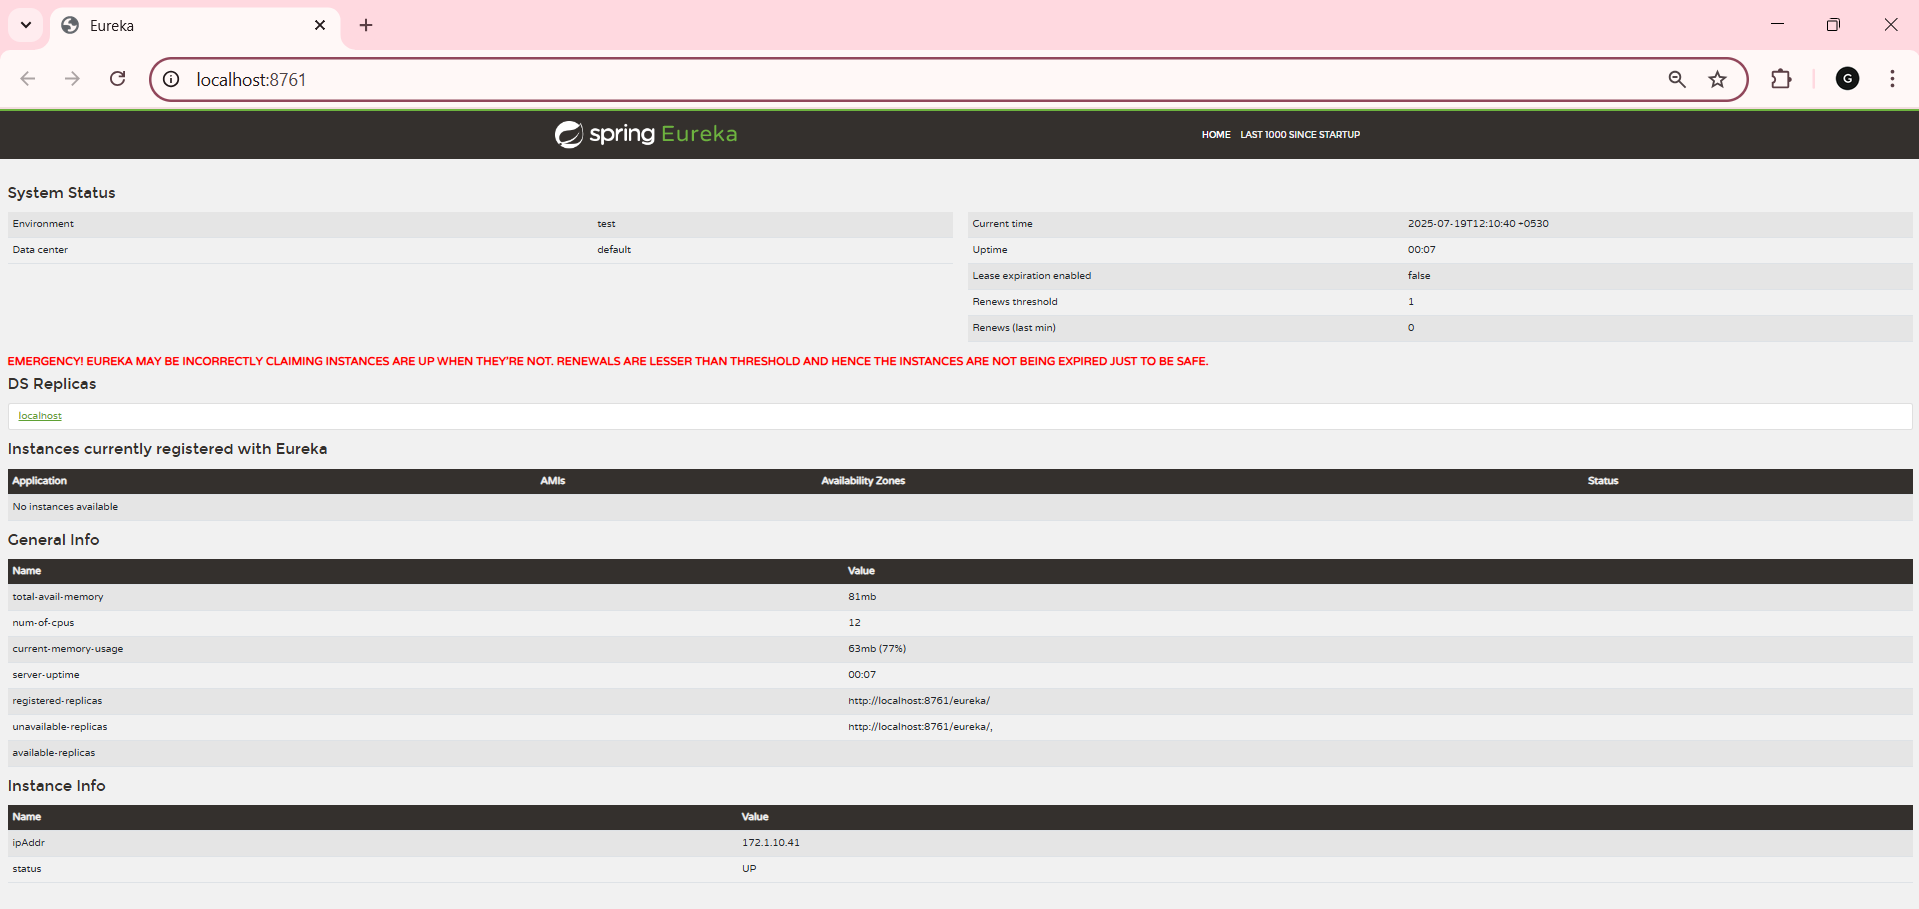 Eureka
localhost:8761
G
spring Eureka
HOME LAST 1000 SINCE STARTUP
System Status
Environment test
Data center default
Current time 2025-07-19T12:10:40 +0530
Uptime 00:07
Lease expiration enabled false
Renews threshold 1
Renews (last min) 0
EMERGENCY! EUREKA MAY BE INCORRECTLY CLAIMING INSTANCES ARE UP WHEN THEY'RE NOT. RENEWALS ARE LESSER THAN THRESHOLD AND HENCE THE INSTANCES ARE NOT BEING EXPIRED JUST TO BE SAFE.
DS Replicas
localhost
Instances currently registered with Eureka
Application AMIs Availability Zones Status
No instances available
General Info
Name Value
total-avail-memory 81mb
num-of-cpus 12
current-memory-usage 63mb (77%)
server-uptime 00:07
registered-replicas http://localhost:8761/eureka/
unavailable-replicas http://localhost:8761/eureka/,
available-replicas
Instance Info
Name Value
ipAddr 172.1.10.41
status UP